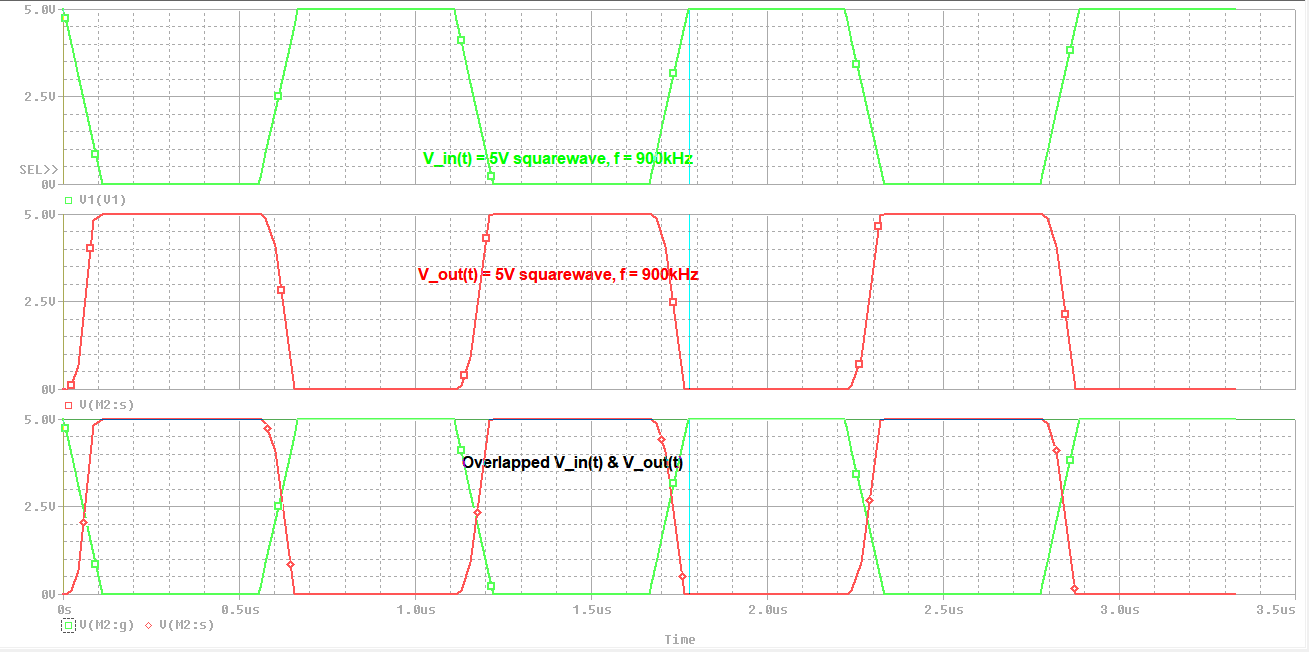 5.0V
2.5V
V_in(t) = 5V squarewave, f = 900kHz
SEL>>
0V
V1(V1)
5.0V
V_out(t) = 5V squarewave, f = 900kHz
2.5V
0V
V(M2:s)
5.0V
Overlapped V_in(t) & V_out(t)
2.5V
0V
0s 0.5us 1.0us 1.5us 2.0us 2.5us 3.0us 3.5us
V(M2:g) V(M2:s)
Time